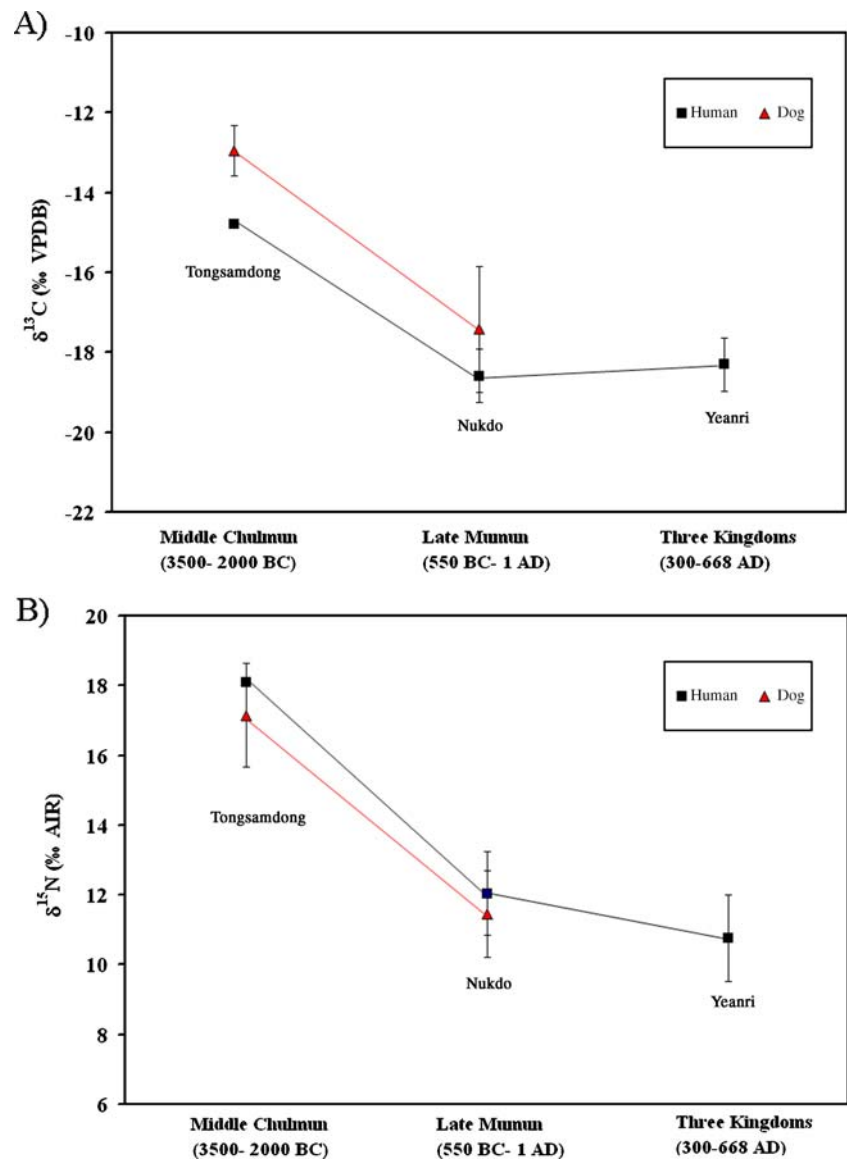 A)
-10
-12
-14
-16
-18
-20
-22
δ13C (‰ VPDB)
Human Dog
Tongsamdong
Nukdo
Yeanri
Middle Chulmun Late Mumun Three Kingdoms
(3500- 2000 BC) (550 BC- 1 AD) (300-668 AD)
B)
20
18
16
14
12
10
8
6
δ15N (‰ AIR)
Human Dog
Tongsamdong
Nukdo
Yeanri
Middle Chulmun Late Mumun Three Kingdoms
(3500- 2000 BC) (550 BC- 1 AD) (300-668 AD)